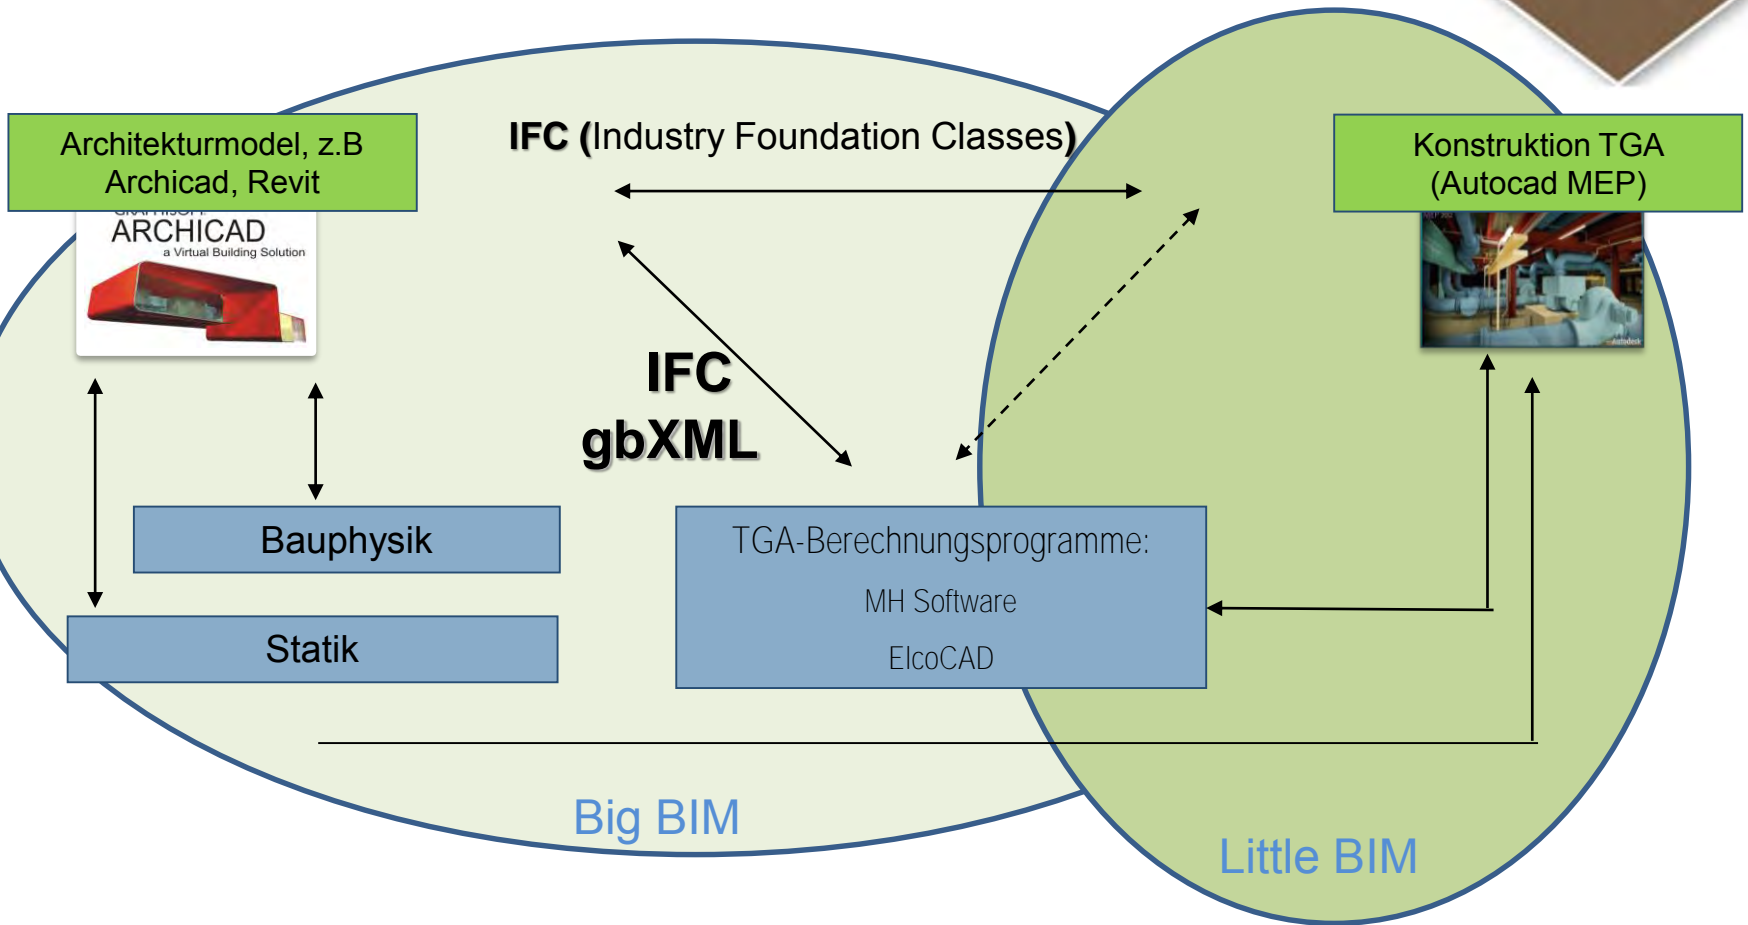 Architekturmodel, z.B
Archicad, Revit
IFC (Industry Foundation Classes)
Konstruktion TGA
(Autocad MEP)
ARCHICAD
a Virtual Building Solution
Autodesk
IFC
gbXML
Bauphysik
Statik
TGA-Berechnungsprogramme:
MH Software
ElcoCAD
Big BIM
Little BIM